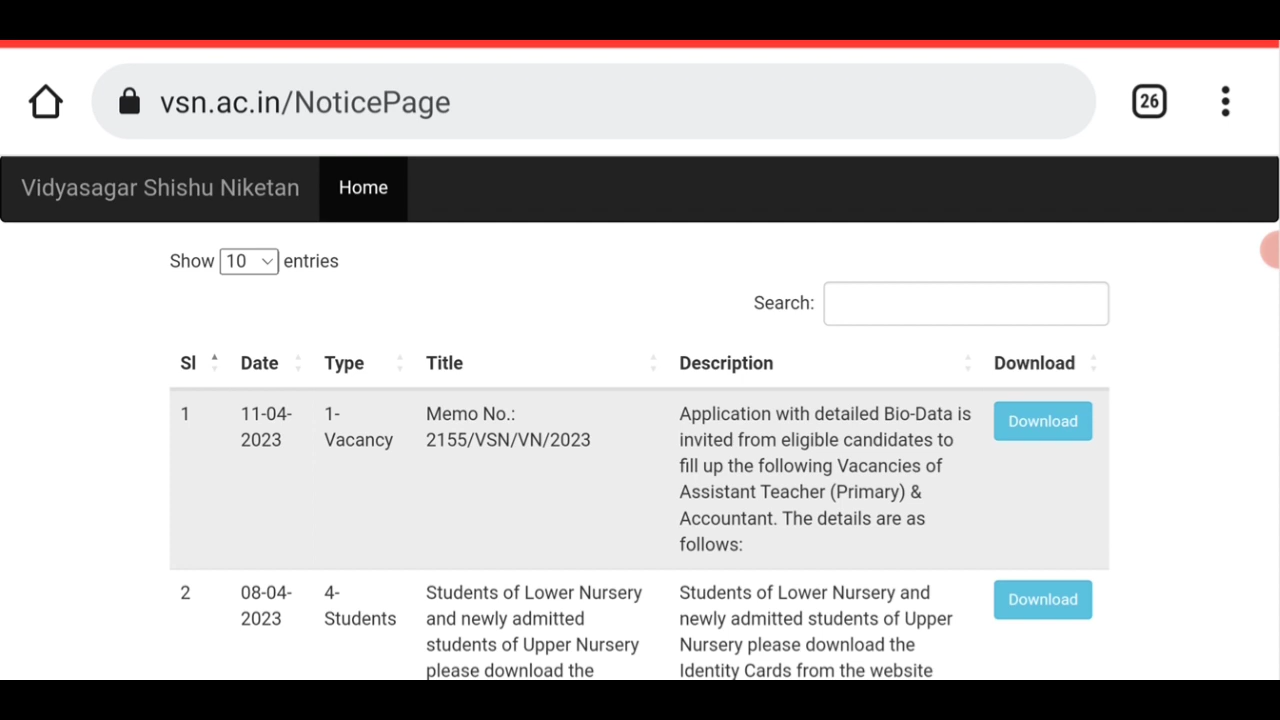 vsn.ac.in/NoticePage
26
Vidyasagar Shishu Niketan Home
Show 10 entries
Search:
Sl Date Type Title Description Download
1 11-04-2023 1-Vacancy Memo No.: 2155/VSN/VN/2023
Application with detailed Bio-Data is
invited from eligible candidates to
fill up the following Vacancies of
Assistant Teacher (Primary) &
Accountant. The details are as
follows:
Download
2 08-04-2023 4-Students
Students of Lower Nursery
and newly admitted
students of Upper Nursery
please download the
Students of Lower Nursery and
newly admitted students of Upper
Nursery please download the
Identity Cards from the website
Download